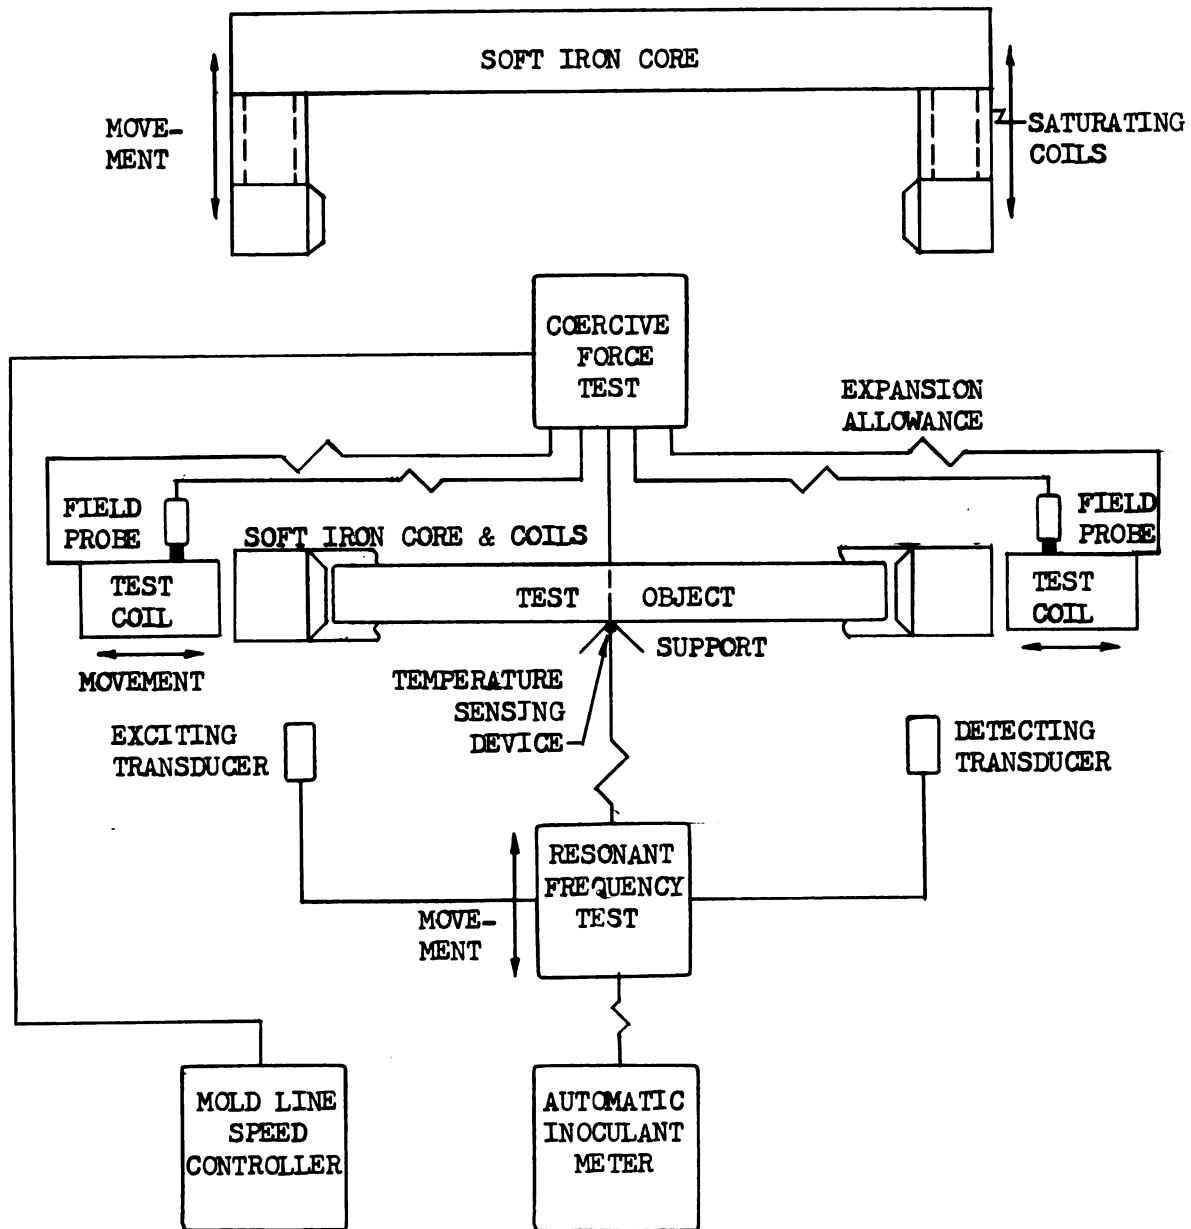 SOFT IRON CORE
MOVE-
MENT
SATURATING
COILS
COERCIVE
FORCE
TEST
EXPANSION
ALLOWANCE
FIELD
PROBE
FIELD
PROBE
SOFT IRON CORE & COILS
TEST
COIL
TEST OBJECT
TEST
COIL
SUPPORT
MOVEMENT
TEMPERATURE
SENSING
DEVICE
EXCITING
TRANSDUCER
DETECTING
TRANSDUCER
RESONANT
FREQUENCY
TEST
MOVE-
MENT
MOLD LINE
SPEED
CONTROLLER
AUTOMATIC
INOCULANT
METER